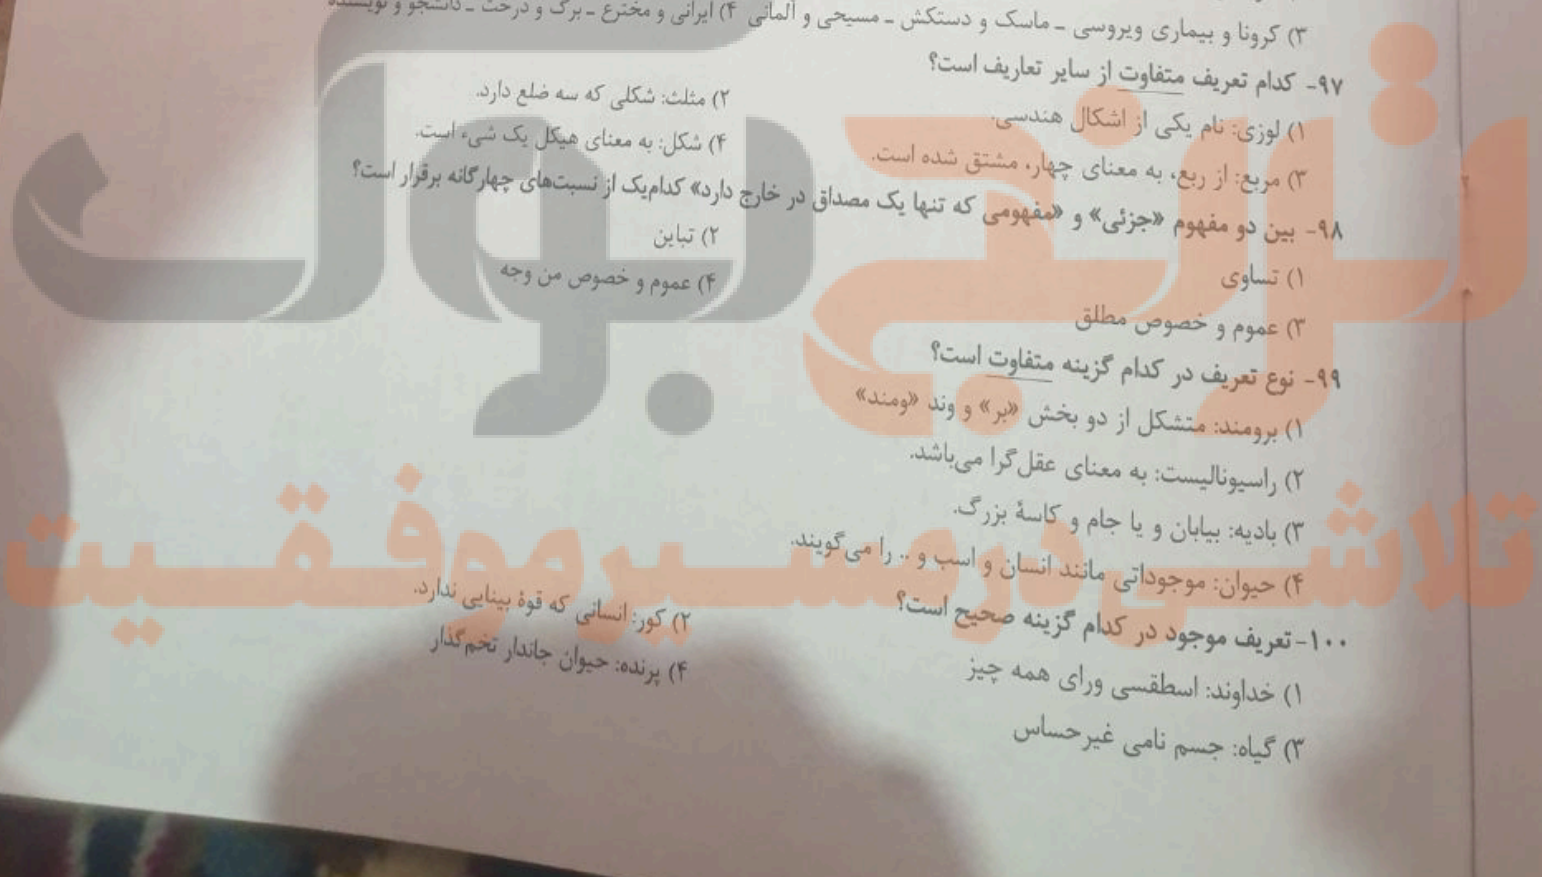 ۳) کرونا و بیماری ویروسی ـ ماسک و دستکش ـ مسیحی و آلمانی ۴) ایرانی و مخترع ـ برگ و درخت ـ دانشجو و نویسنده
۹۷- کدام تعریف متفاوت از سایر تعاریف است؟
۱) لوزی: نام یکی از اشکال هندسی. ۲) مثلث: شکلی که سه ضلع دارد.
۳) مربع: از ربع، به معنای چهار، مشتق شده است. ۴) شکل: به معنای هیکل یک شیء است.
۹۸- بین دو مفهوم «جزئی» و «مفهومی که تنها یک مصداق در خارج دارد» کدام‌یک از نسبت‌های چهارگانه برقرار است؟
۱) تساوی ۲) تباین
۳) عموم و خصوص مطلق ۴) عموم و خصوص من وجه
۹۹- نوع تعریف در کدام گزینه متفاوت است؟
۱) برومند: متشکل از دو بخش «بر» و وند «ومند»
۲) راسیونالیست: به معنای عقل‌گرا می‌باشد.
۳) بادیه: بیابان و یا جام و کاسهٔ بزرگ.
۴) حیوان: موجوداتی مانند انسان و اسب و .. را می‌گویند.
۱۰۰- تعریف موجود در کدام گزینه صحیح است؟
۱) خداوند: اسطقسی ورای همه چیز ۲) کور: انسانی که قوهٔ بینایی ندارد.
۳) گیاه: جسم نامی غیرحساس ۴) پرنده: حیوان جاندار تخم‌گذار
ترنجی بوک
تلاشی در مسیر موفقیت